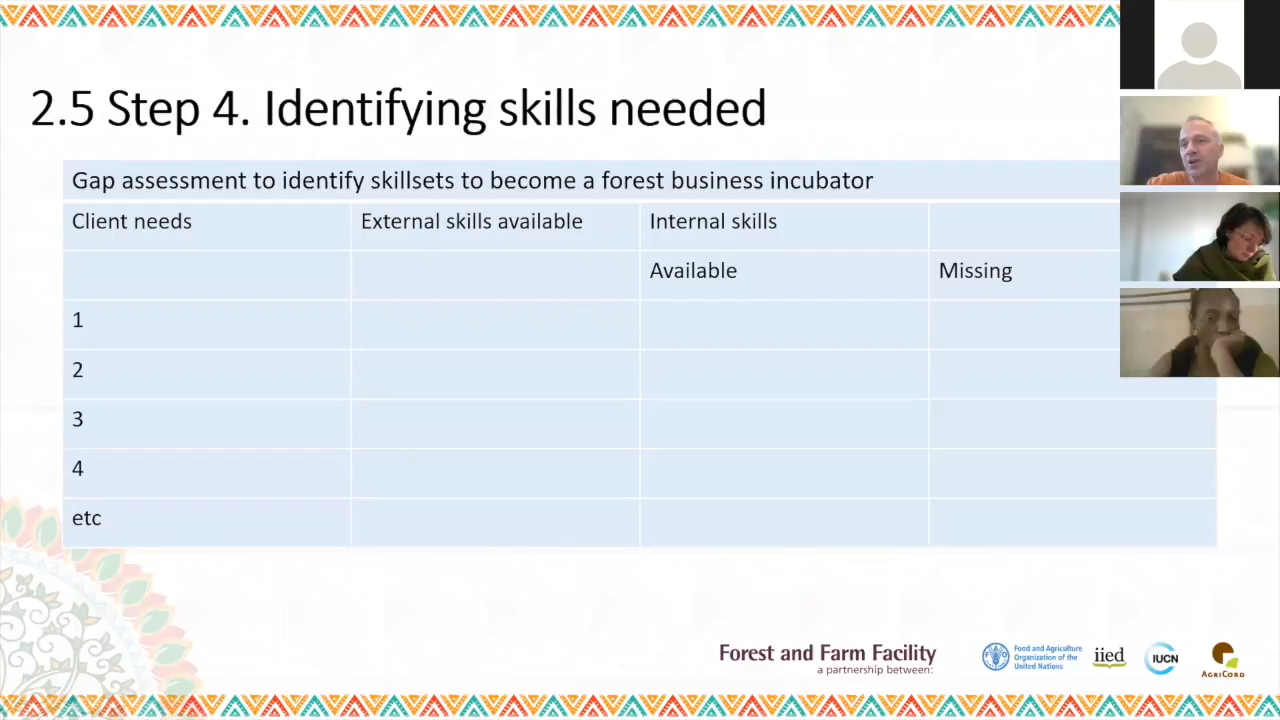 2.5 Step 4. Identifying skills needed
Gap assessment to identify skillsets to become a forest business incubator
Client needs
External skills available
Internal skills
Available
Missing
1
2
3
4
etc
Forest and Farm Facility
a partnership between:
Food and Agriculture
Organization of the
United Nations
iied
IUCN
AGRICORD